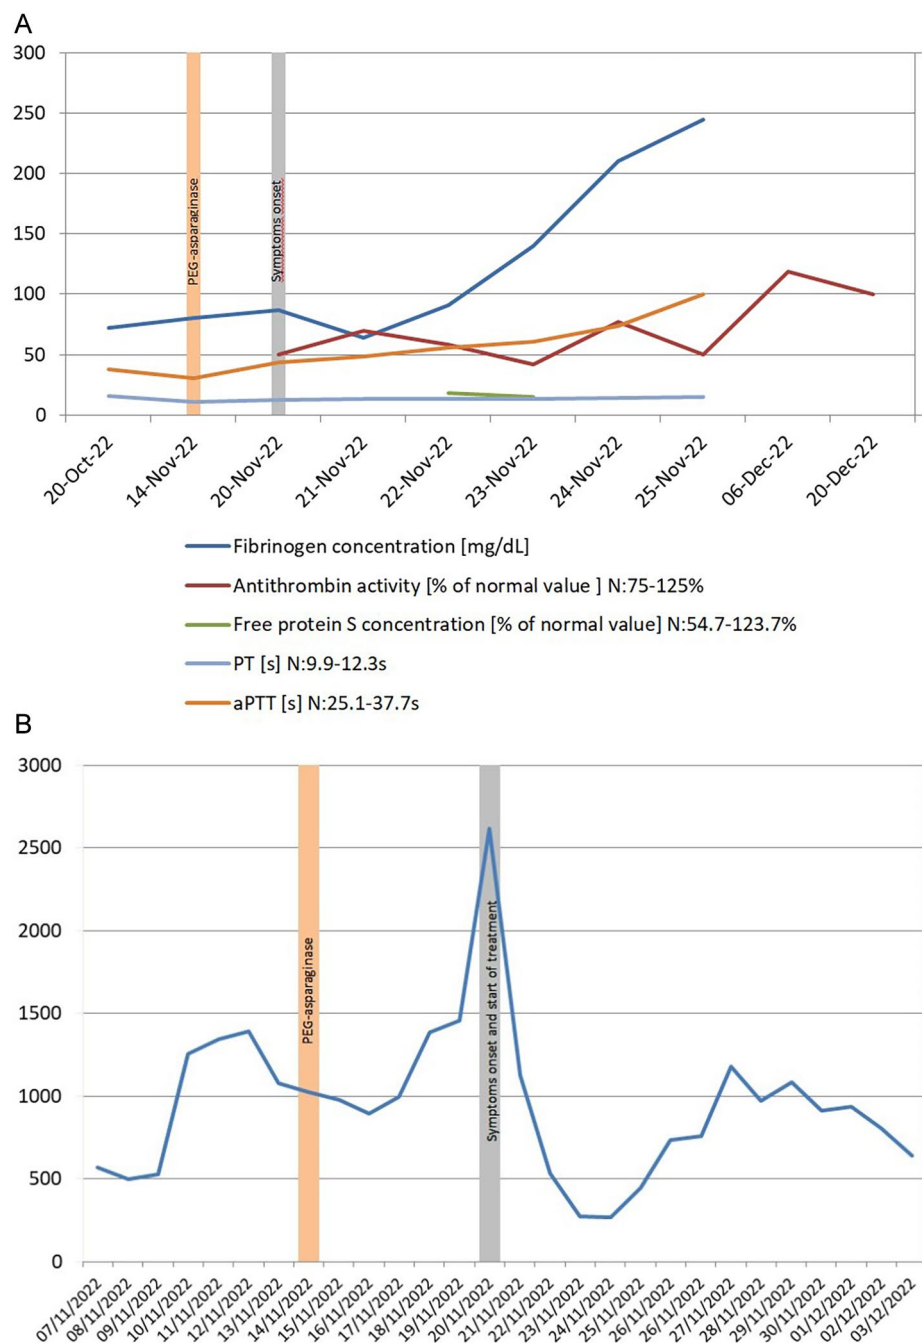 A
300
250
200
150
100
50
0
PEG-asparaginase
Symptoms onset
20-Oct-22
14-Nov-22
20-Nov-22
21-Nov-22
22-Nov-22
23-Nov-22
24-Nov-22
25-Nov-22
06-Dec-22
20-Dec-22
Fibrinogen concentration [mg/dL]
Antithrombin activity [% of normal value ] N:75-125%
Free protein S concentration [% of normal value] N:54.7-123.7%
PT [s] N:9.9-12.3s
aPTT [s] N:25.1-37.7s
B
3000
2500
2000
1500
1000
500
0
PEG-asparaginase
Symptoms onset and start of treatment
07/11/2022
08/11/2022
09/11/2022
10/11/2022
11/11/2022
12/11/2022
13/11/2022
14/11/2022
15/11/2022
16/11/2022
17/11/2022
18/11/2022
19/11/2022
20/11/2022
21/11/2022
22/11/2022
23/11/2022
24/11/2022
25/11/2022
26/11/2022
26/11/2022
27/11/2022
28/11/2022
29/11/2022
30/11/2022
01/12/2022
02/12/2022
03/12/2022